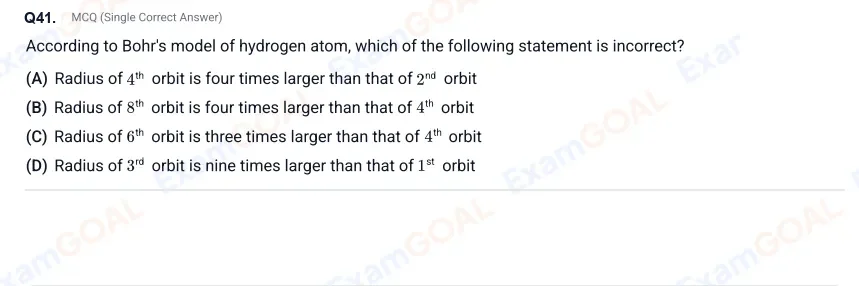 Q41. MCQ (Single Correct Answer)
According to Bohr's model of hydrogen atom, which of the following statement is incorrect?
(A) Radius of 4th orbit is four times larger than that of 2nd orbit
(B) Radius of 8th orbit is four times larger than that of 4th orbit
(C) Radius of 6th orbit is three times larger than that of 4th orbit
(D) Radius of 3rd orbit is nine times larger than that of 1st orbit
ExamGOAL